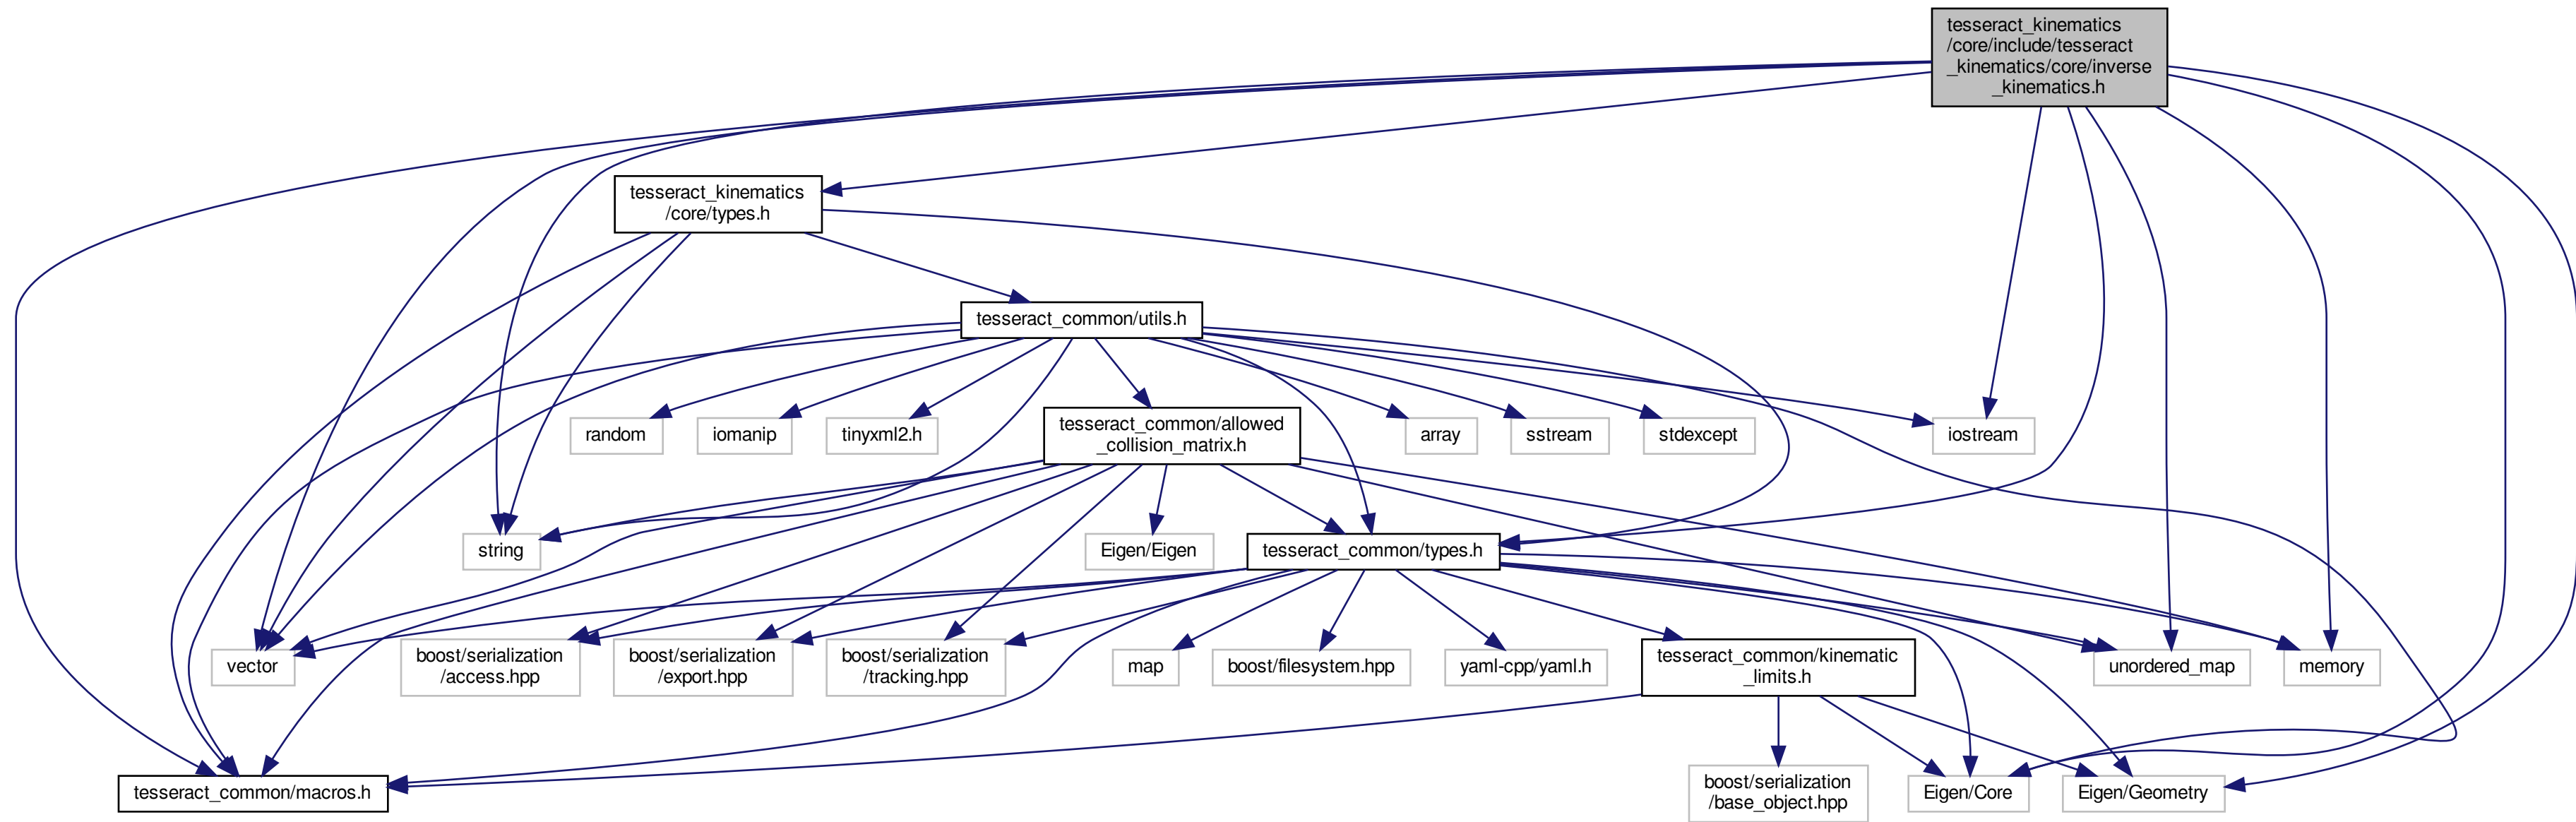 tesseract_kinematics
/core/include/tesseract
_kinematics/core/inverse
_kinematics.h
tesseract_kinematics
/core/types.h
tesseract_common/utils.h
random
iomanip
tinyxml2.h
tesseract_common/allowed
_collision_matrix.h
array
sstream
stdexcept
iostream
string
Eigen/Eigen
tesseract_common/types.h
vector
boost/serialization
/access.hpp
boost/serialization
/export.hpp
boost/serialization
/tracking.hpp
map
boost/filesystem.hpp
yaml-cpp/yaml.h
tesseract_common/kinematic
_limits.h
unordered_map
memory
tesseract_common/macros.h
boost/serialization
/base_object.hpp
Eigen/Core
Eigen/Geometry